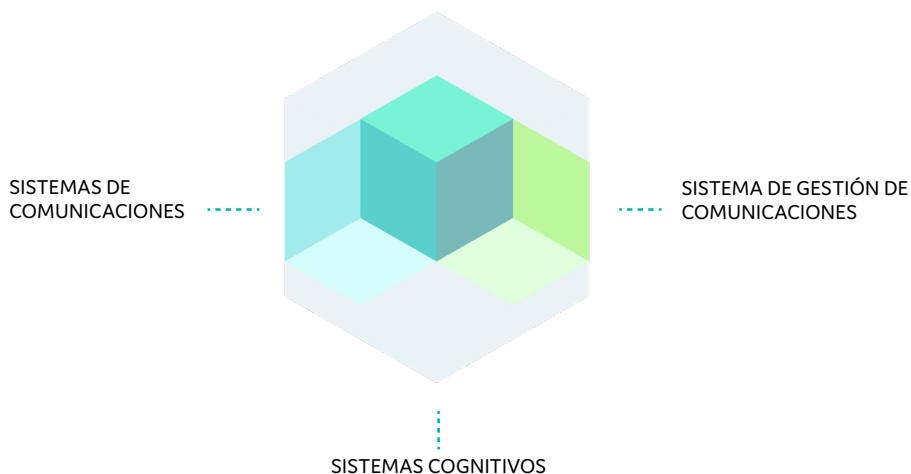 SISTEMAS DE
COMUNICACIONES
SISTEMA DE GESTIÓN DE
COMUNICACIONES
SISTEMAS COGNITIVOS